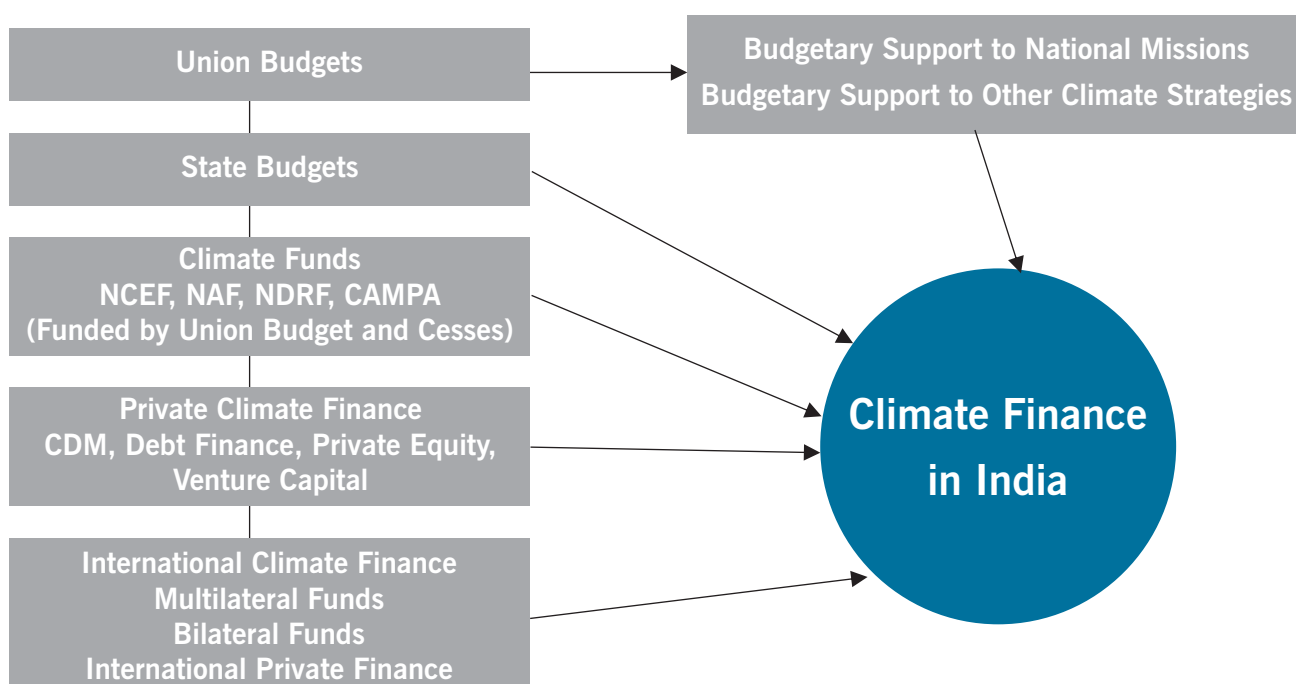 Union Budgets
Budgetary Support to National Missions
Budgetary Support to Other Climate Strategies
State Budgets
Climate Funds
NCEF, NAF, NDRF, CAMPA
(Funded by Union Budget and Cesses)
Private Climate Finance
CDM, Debt Finance, Private Equity,
Venture Capital
International Climate Finance
Multilateral Funds
Bilateral Funds
International Private Finance
Climate Finance
in India